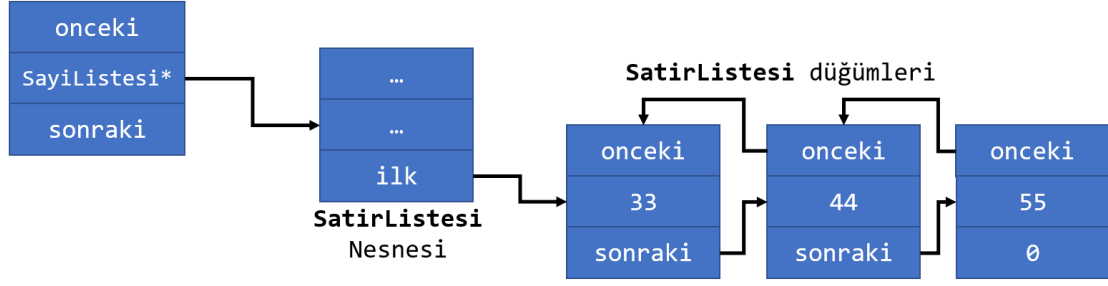 onceki
SayiListesi*
sonraki
…
…
ilk
SatirListesi
Nesnesi
SatirListesi düğümleri
onceki
33
sonraki
onceki
44
sonraki
onceki
55
0